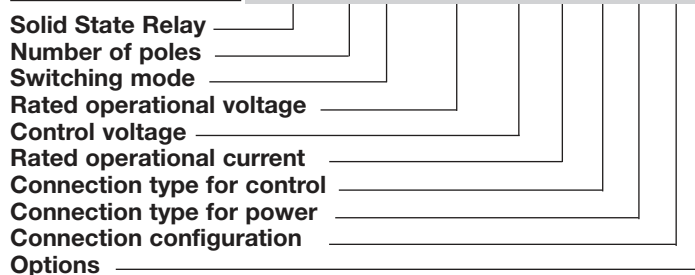 Solid State Relay
Number of poles
Switching mode
Rated operational voltage
Control voltage
Rated operational current
Connection type for control
Connection type for power
Connection configuration
Options